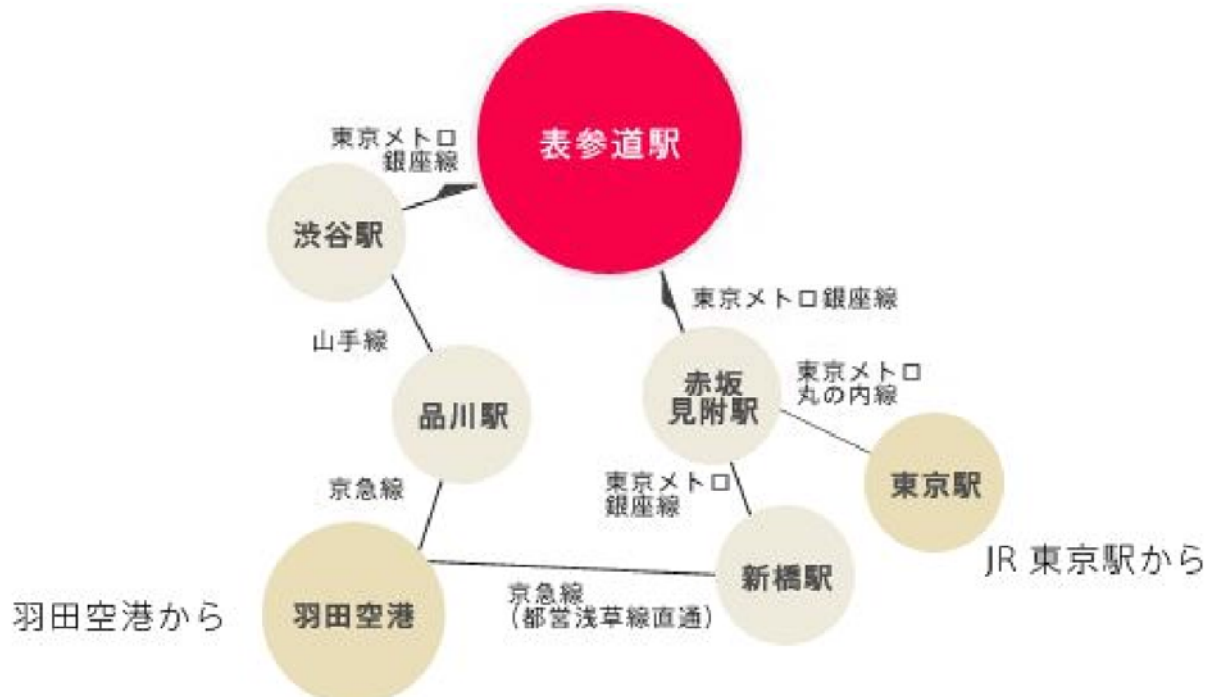 表参道駅
東京メトロ
銀座線
渋谷駅
山手線
品川駅
京急線
羽田空港
羽田空港から
東京メトロ銀座線
赤坂
見附駅
東京メトロ
丸の内線
東京駅
JR 東京駅から
東京メトロ
銀座線
新橋駅
京急線
(都営浅草線直通)